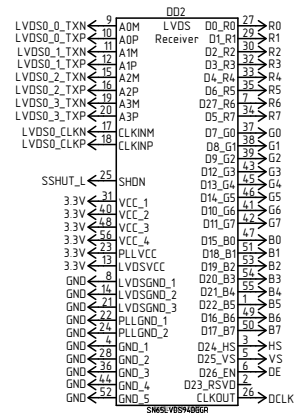 DD2
LVDS0_0_TXN 9 A0M LVDS D0_R0 27 R0
LVDS0_0_TXP 10 A0P Receiver D1_R1 29 R1
LVDS0_1_TXN 11 A1M D2_R2 30 R2
LVDS0_1_TXP 12 A1P D3_R3 32 R3
LVDS0_2_TXN 15 A2M D4_R4 33 R4
LVDS0_2_TXP 16 A2P D6_R5 35 R5
LVDS0_3_TXN 19 A3M D27_R6 7 R6
LVDS0_3_TXP 20 A3P D5_R7 34 R7
LVDS0_CLKN 17 CLKINM D7_G0 37 G0
LVDS0_CLKP 18 CLKINP D8_G1 38 G1
D9_G2 39 G2
SSHUT_L 25 SHDN D12_G3 43 G3
D13_G4 45 G4
3.3V 31 VCC_1 D14_G5 46 G5
3.3V 40 VCC_2 D10_G6 41 G6
3.3V 48 VCC_3 D11_G7 42 G7
3.3V 56 VCC_4 D15_B0 47 B0
3.3V 23 PLLVCC D18_B1 51 B1
3.3V 13 LVDSVCC D19_B2 53 B2
GND 8 LVDSGND_1 D20_B3 54 B3
GND 14 LVDSGND_2 D21_B4 55 B4
GND 21 LVDSGND_3 D22_B5 1 B5
GND 22 PLLGND_1 D16_B6 49 B6
GND 24 PLLGND_2 D17_B7 50 B7
GND 4 GND_1 D24_HS 3 HS
GND 28 GND_2 D25_VS 5 VS
GND 36 GND_3 D26_EN 6 DE
GND 44 GND_4 D23_RSVD 2
GND 52 GND_5 CLKOUT 26 DCLK
SN65LVDS94DGGR